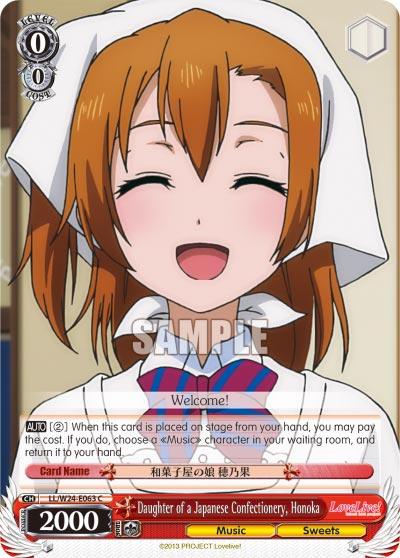 LEVEL
0
0
COST
SAMPLE
Welcome!
AUTO [②] When this card is placed on stage from your hand, you may pay
the cost. If you do, choose a «Music» character in your waiting room, and
return it to your hand.
Card Name
和菓子屋の娘 穂乃果
CH LL/W24-E063 C
Daughter of a Japanese Confectionery, Honoka
LoveLive!
2000
Music
Sweets
©2013 PROJECT Lovelive!